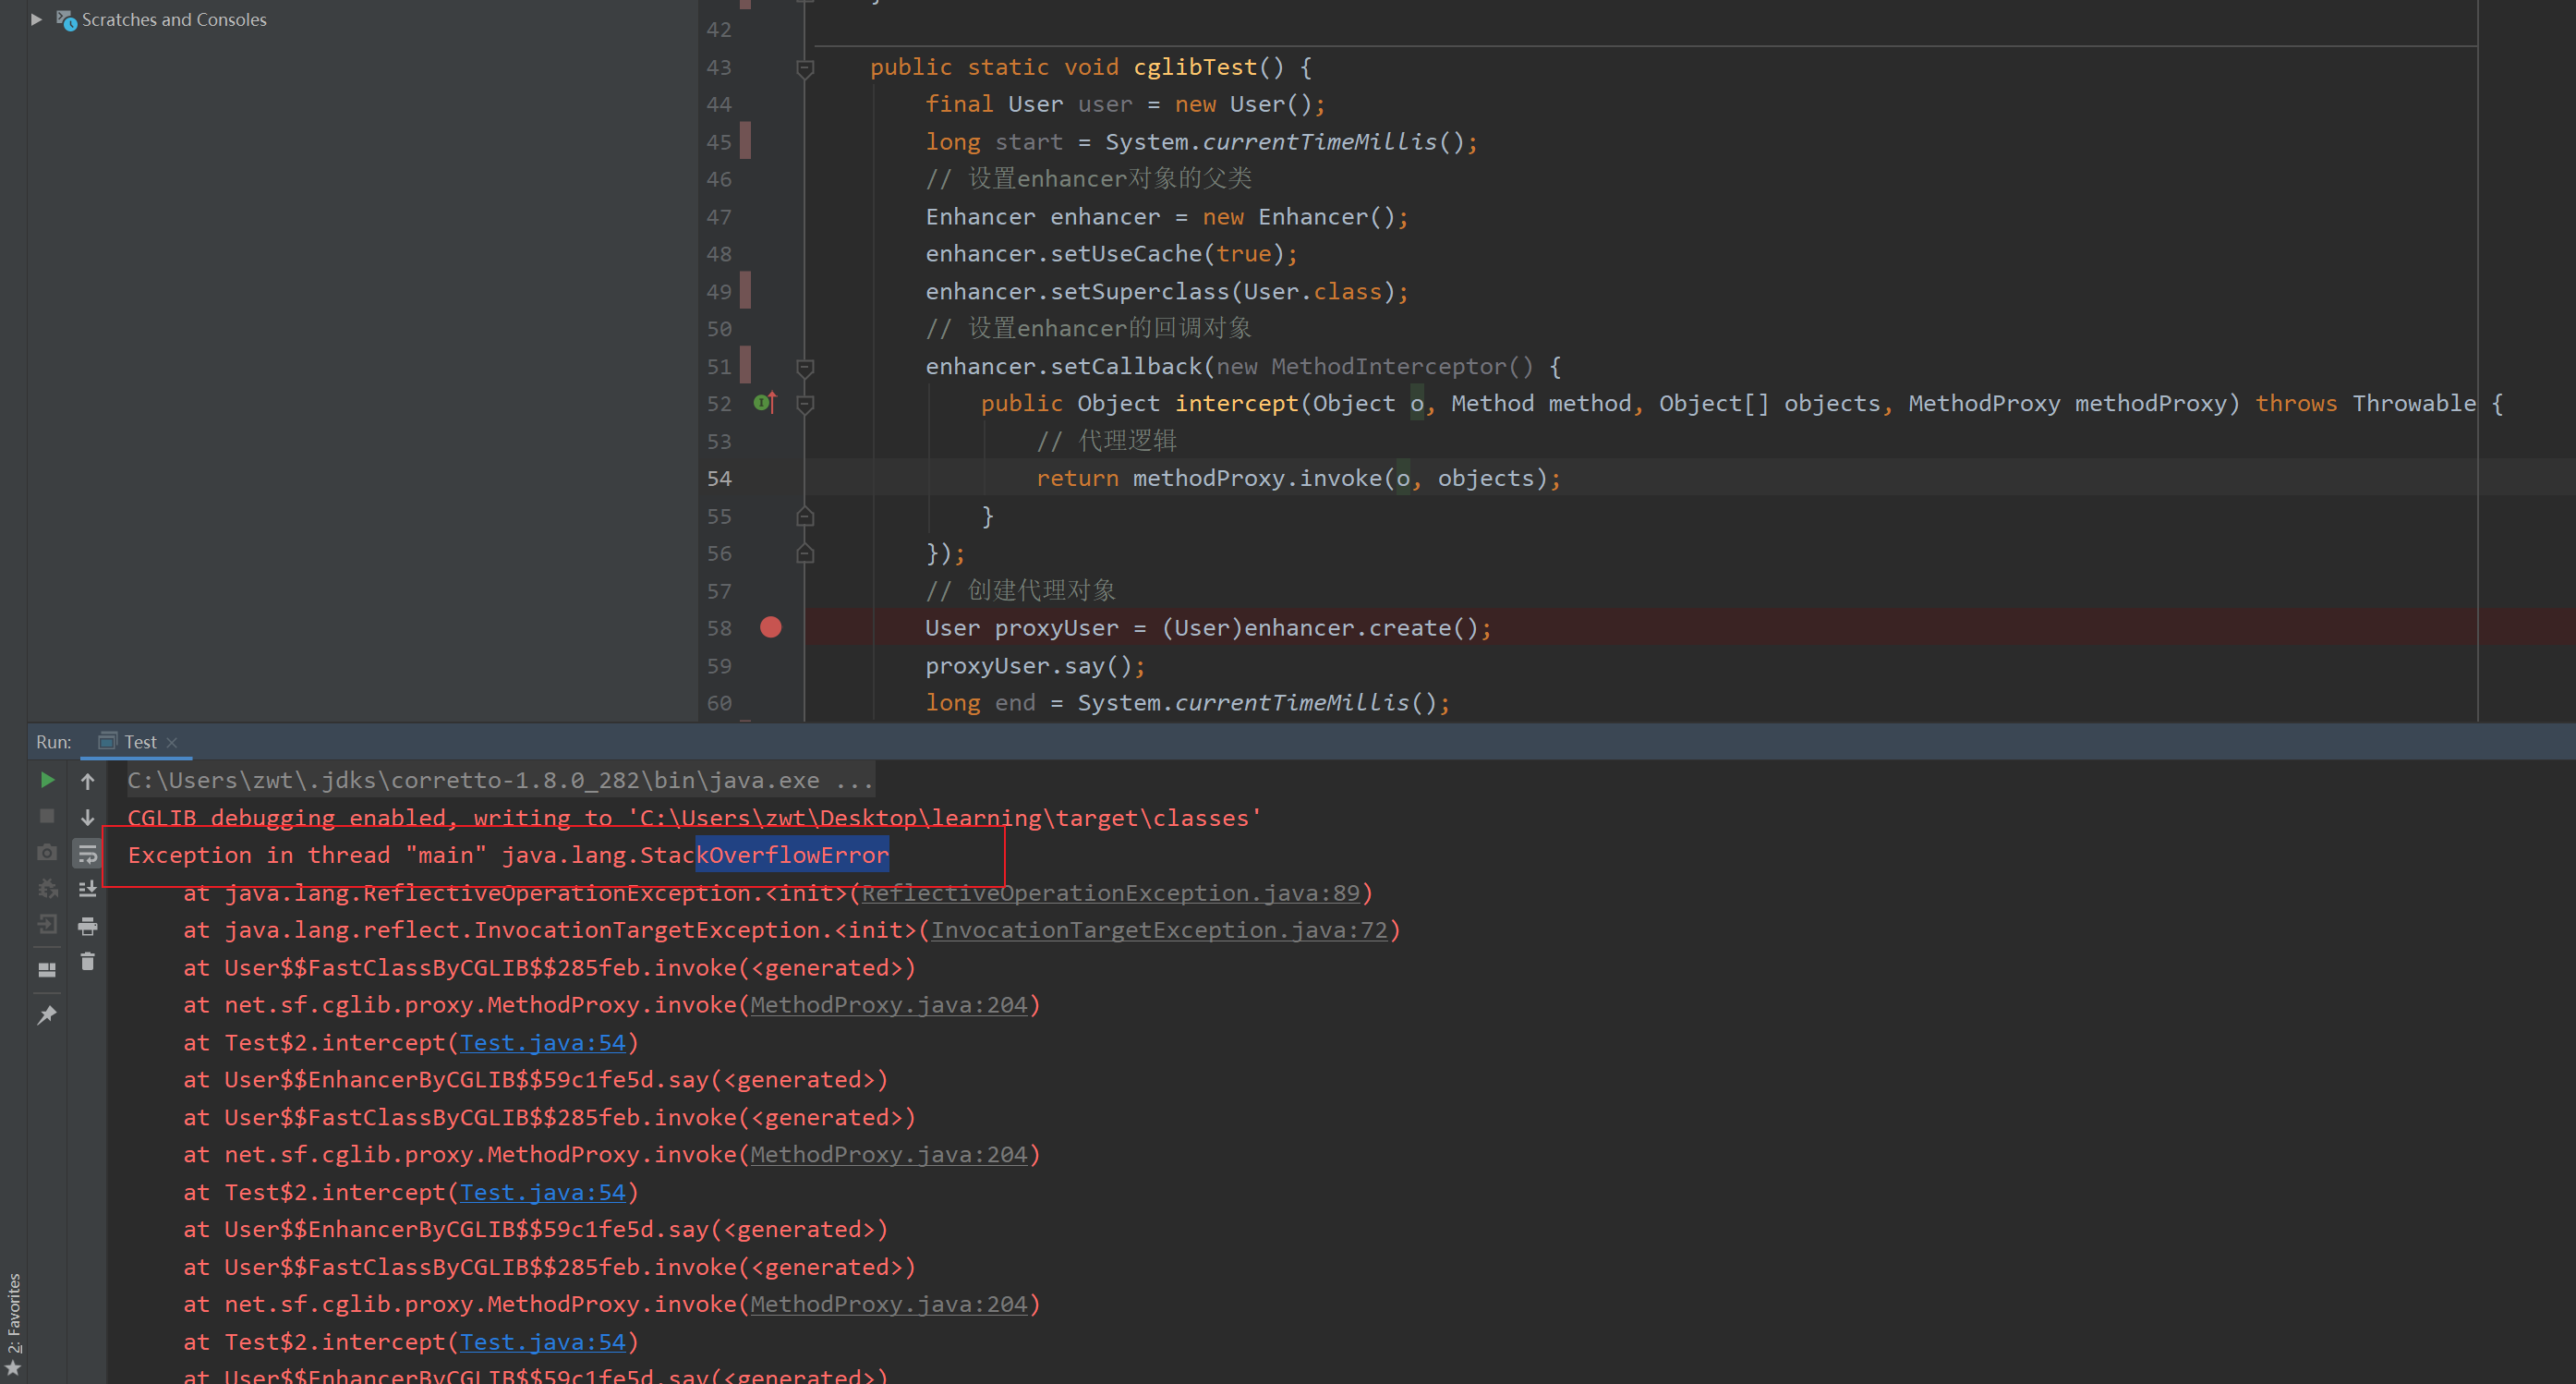 Scratches and Consoles
42
43 public static void cglibTest() {
44 final User user = new User();
45 long start = System.currentTimeMillis();
46 // 设置enhancer对象的父类
47 Enhancer enhancer = new Enhancer();
48 enhancer.setUseCache(true);
49 enhancer.setSuperclass(User.class);
50 // 设置enhancer的回调对象
51 enhancer.setCallback(new MethodInterceptor() {
52 public Object intercept(Object o, Method method, Object[] objects, MethodProxy methodProxy) throws Throwable {
53 // 代理逻辑
54 return methodProxy.invoke(o, objects);
55 }
56 });
57 // 创建代理对象
58 User proxyUser = (User)enhancer.create();
59 proxyUser.say();
60 long end = System.currentTimeMillis();
Run: Test
C:\Users\zwt\.jdks\corretto-1.8.0_282\bin\java.exe ...
CGLIB debugging enabled, writing to 'C:\Users\zwt\Desktop\learning\target\classes'
Exception in thread "main" java.lang.StackOverflowError
at java.lang.ReflectiveOperationException.<init>(ReflectiveOperationException.java:89)
at java.lang.reflect.InvocationTargetException.<init>(InvocationTargetException.java:72)
at User$$FastClassByCGLIB$$285feb.invoke(<generated>)
at net.sf.cglib.proxy.MethodProxy.invoke(MethodProxy.java:204)
at Test$2.intercept(Test.java:54)
at User$$EnhancerByCGLIB$$59c1fe5d.say(<generated>)
at User$$FastClassByCGLIB$$285feb.invoke(<generated>)
at net.sf.cglib.proxy.MethodProxy.invoke(MethodProxy.java:204)
at Test$2.intercept(Test.java:54)
at User$$EnhancerByCGLIB$$59c1fe5d.say(<generated>)
at User$$FastClassByCGLIB$$285feb.invoke(<generated>)
at net.sf.cglib.proxy.MethodProxy.invoke(MethodProxy.java:204)
at Test$2.intercept(Test.java:54)
at User$$EnhancerByCGLIB$$59c1fe5d.say(<generated>)
2: Favorites